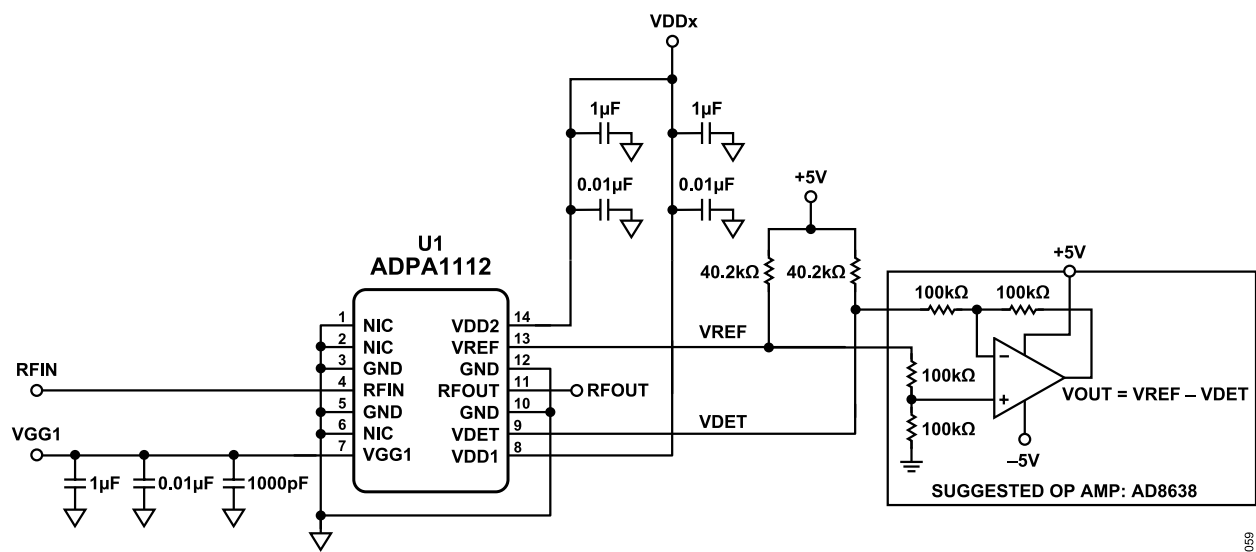 VDDx
1µF
1µF
0.01µF
0.01µF
+5V
+5V
U1
ADPA1112
40.2kΩ
40.2kΩ
100kΩ
100kΩ
1 NIC VDD2 14
2 NIC VREF 13 VREF
3 GND GND 12
RFIN 4 RFIN RFOUT 11 RFOUT
5 GND GND 10
6 NIC VDET 9 VDET
VGG1 7 VGG1 VDD1 8
100kΩ
100kΩ
−
+
VOUT = VREF – VDET
–5V
1µF
0.01µF
1000pF
SUGGESTED OP AMP: AD8638
059